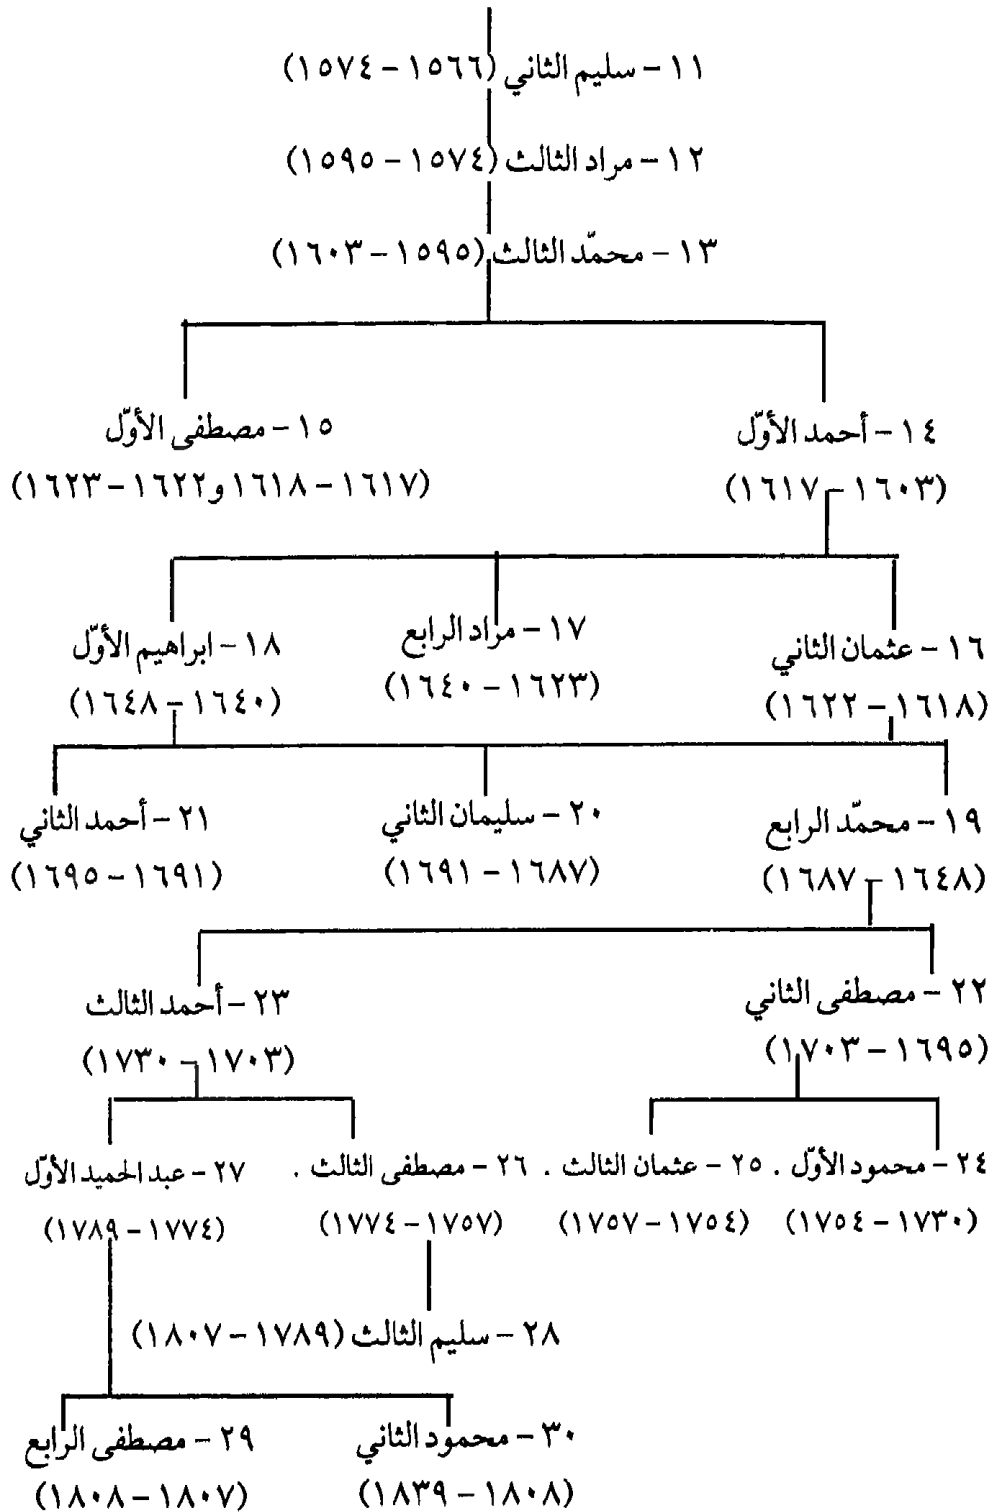 ١١ – سليم الثاني (١٥٦٦ – ١٥٧٤)
١٢ – مراد الثالث (١٥٧٤ – ١٥٩٥)
١٣ – محمّد الثالث (١٥٩٥ – ١٦٠٣)
١٤ – أحمد الأوّل ١٥ – مصطفى الأوّل
(١٦٠٣ – ١٦١٧) (١٦١٧ – ١٦١٨ و١٦٢٢ – ١٦٢٣)
١٦ – عثمان الثاني ١٧ – مراد الرابع ١٨ – ابراهيم الأوّل
(١٦١٨ – ١٦٢٢) (١٦٢٣ – ١٦٤٠) (١٦٤٠ – ١٦٤٨)
١٩ – محمّد الرابع ٢٠ – سليمان الثاني ٢١ – أحمد الثاني
(١٦٤٨ – ١٦٨٧) (١٦٨٧ – ١٦٩١) (١٦٩١ – ١٦٩٥)
٢٢ – مصطفى الثاني ٢٣ – أحمد الثالث
(١٦٩٥ – ١٧٠٣) (١٧٠٣ – ١٧٣٠)
٢٤ – محمود الأوّل . ٢٥ – عثمان الثالث . ٢٦ – مصطفى الثالث . ٢٧ – عبد الحميد الأوّل
(١٧٣٠ – ١٧٥٤) (١٧٥٤ – ١٧٥٧) (١٧٥٧ – ١٧٧٤) (١٧٧٤ – ١٧٨٩)
٢٨ – سليم الثالث (١٧٨٩ – ١٨٠٧)
٣٠ – محمود الثاني ٢٩ – مصطفى الرابع
(١٨٠٨ – ١٨٣٩) (١٨٠٧ – ١٨٠٨)